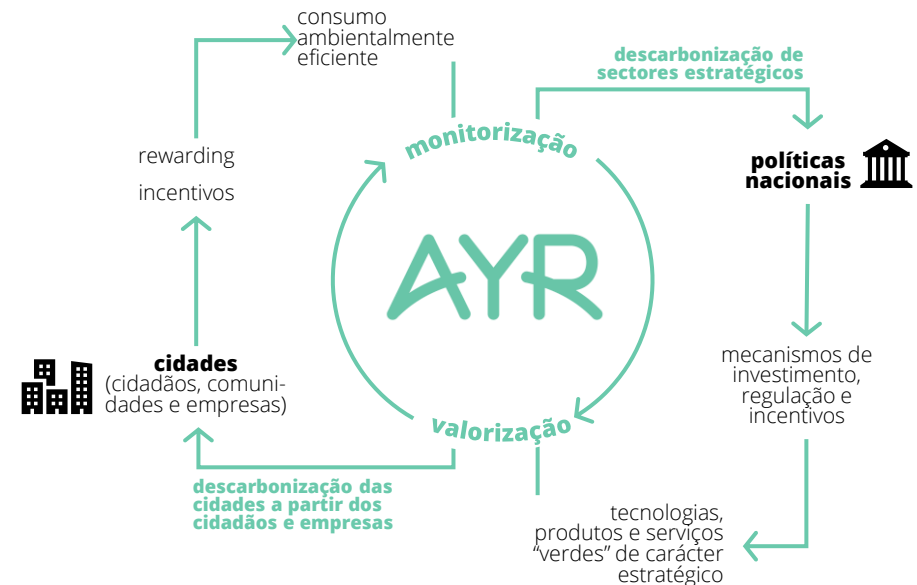 consumo
ambientalmente
eficiente
descarbonização de
sectores estratégicos
monitorização
rewarding
incentivos
políticas
nacionais
AYR
cidades
(cidadãos, comuni-
dades e empresas)
mecanismos de
investimento,
regulação e
incentivos
valorização
descarbonização das
cidades a partir dos
cidadãos e empresas
tecnologias,
produtos e serviços
“verdes” de carácter
estratégico